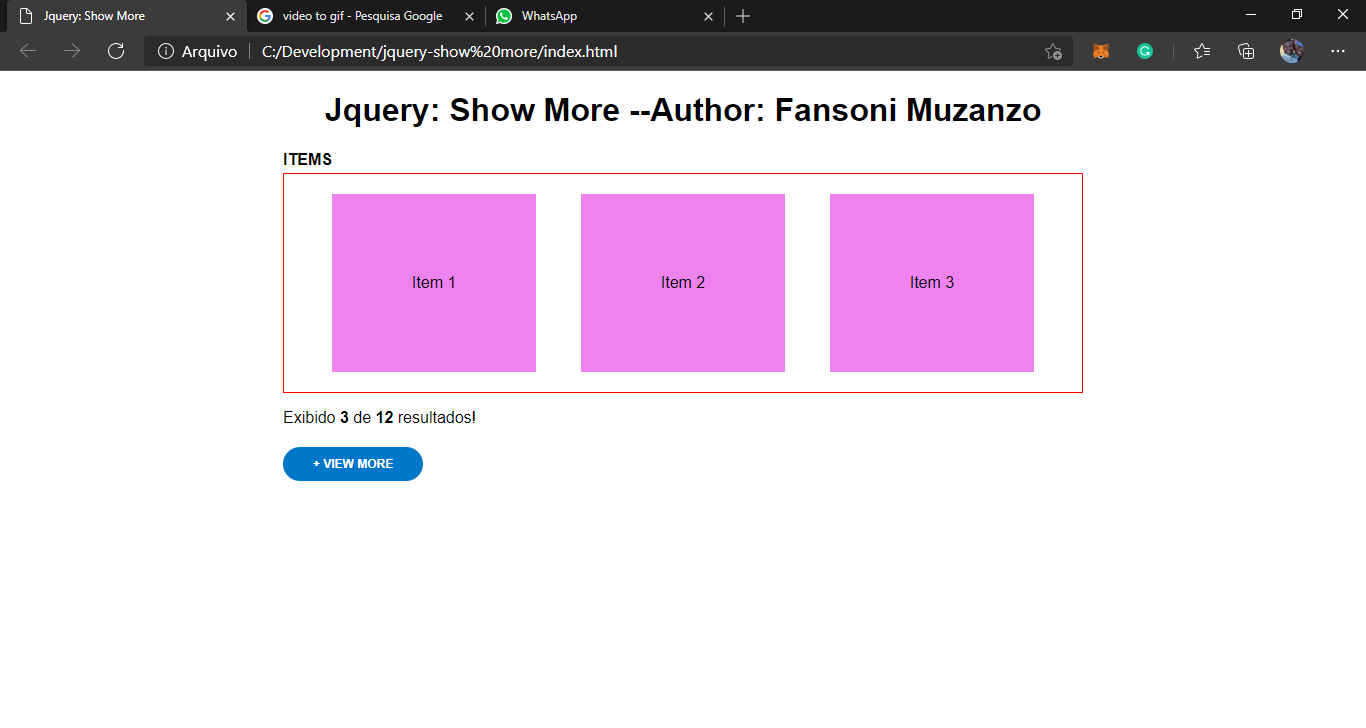 Jquery: Show More
video to gif - Pesquisa Google
WhatsApp
Arquivo
C:/Development/jquery-show%20more/index.html
Jquery: Show More --Author: Fansoni Muzanzo
ITEMS
Item 1
Item 2
Item 3
Exibido 3 de 12 resultados!
+ VIEW MORE